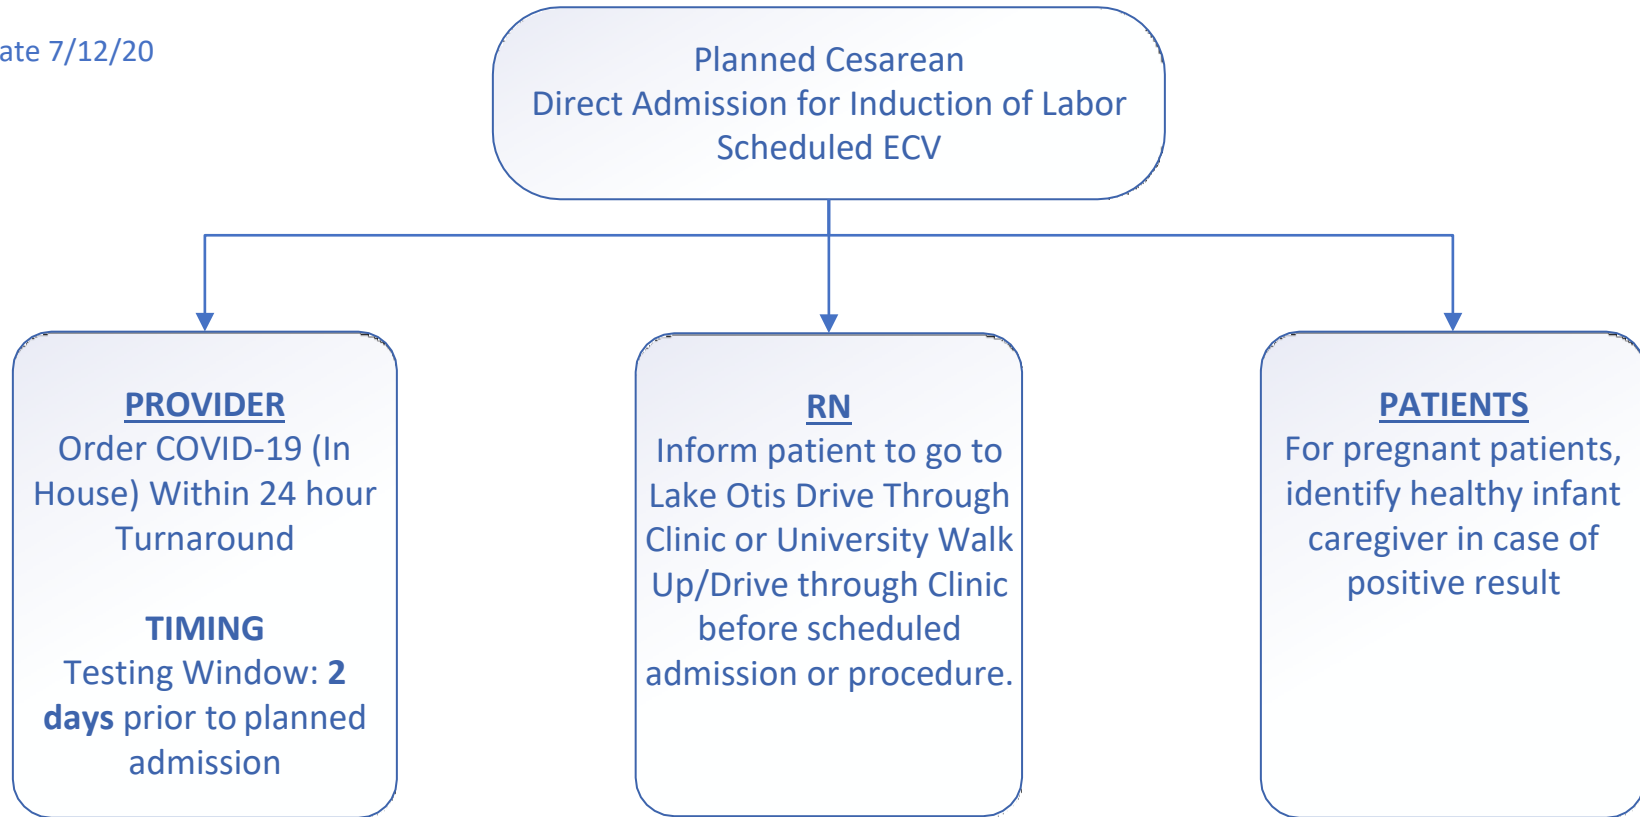 ate 7/12/20
Planned Cesarean
Direct Admission for Induction of Labor
Scheduled ECV
PROVIDER
Order COVID-19 (In
House) Within 24 hour
Turnaround
TIMING
Testing Window: 2
days prior to planned
admission
RN
Inform patient to go to
Lake Otis Drive Through
Clinic or University Walk
Up/Drive through Clinic
before scheduled
admission or procedure.
PATIENTS
For pregnant patients,
identify healthy infant
caregiver in case of
positive result